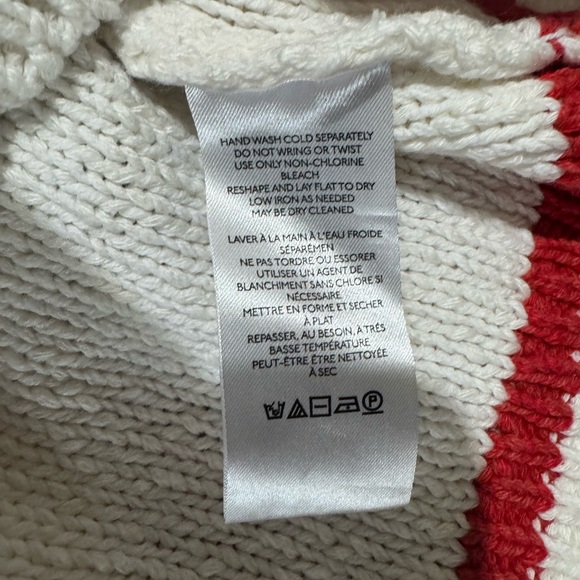 HAND WASH COLD SEPARATELY
DO NOT WRING OR TWIST
USE ONLY NON-CHLORINE
BLEACH
RESHAPE AND LAY FLAT TO DRY
LOW IRON AS NEEDED
MAY BE DRY CLEANED
LAVER À LA MAIN À L'EAU FROIDE
SÉPARÉMEN
NE PAS TORDRE OU ESSORER
UTILISER UN AGENT DE
BLANCHIMENT SANS CHLORE SI
NÉCESSAIRE
METTRE EN FORME ET SECHER
À PLAT
REPASSER, AU BESOIN, À TRÈS
BASSE TEMPÉRATURE
PEUT-ÊTRE ÊTRE NETTOYÉE
À SEC
P